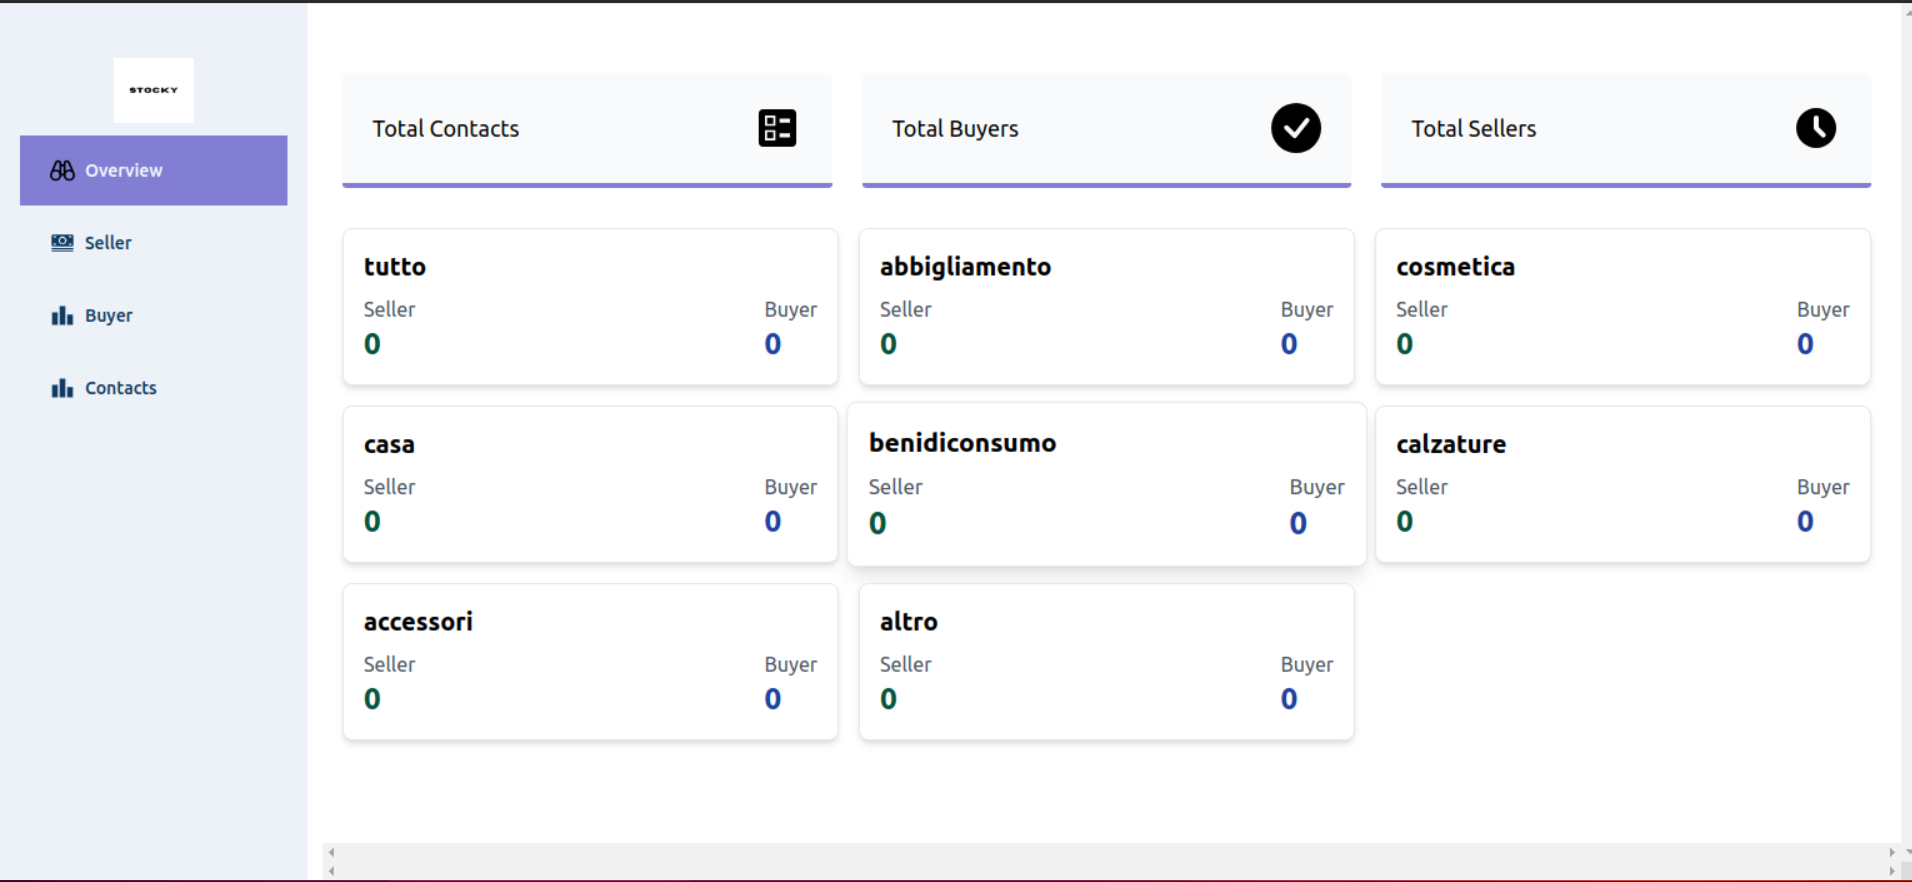 STOCKY
Overview
Seller
Buyer
Contacts
Total Contacts
Total Buyers
Total Sellers
tutto
Seller Buyer
0 0
abbigliamento
Seller Buyer
0 0
cosmetica
Seller Buyer
0 0
casa
Seller Buyer
0 0
benidiconsumo
Seller Buyer
0 0
calzature
Seller Buyer
0 0
accessori
Seller Buyer
0 0
altro
Seller Buyer
0 0